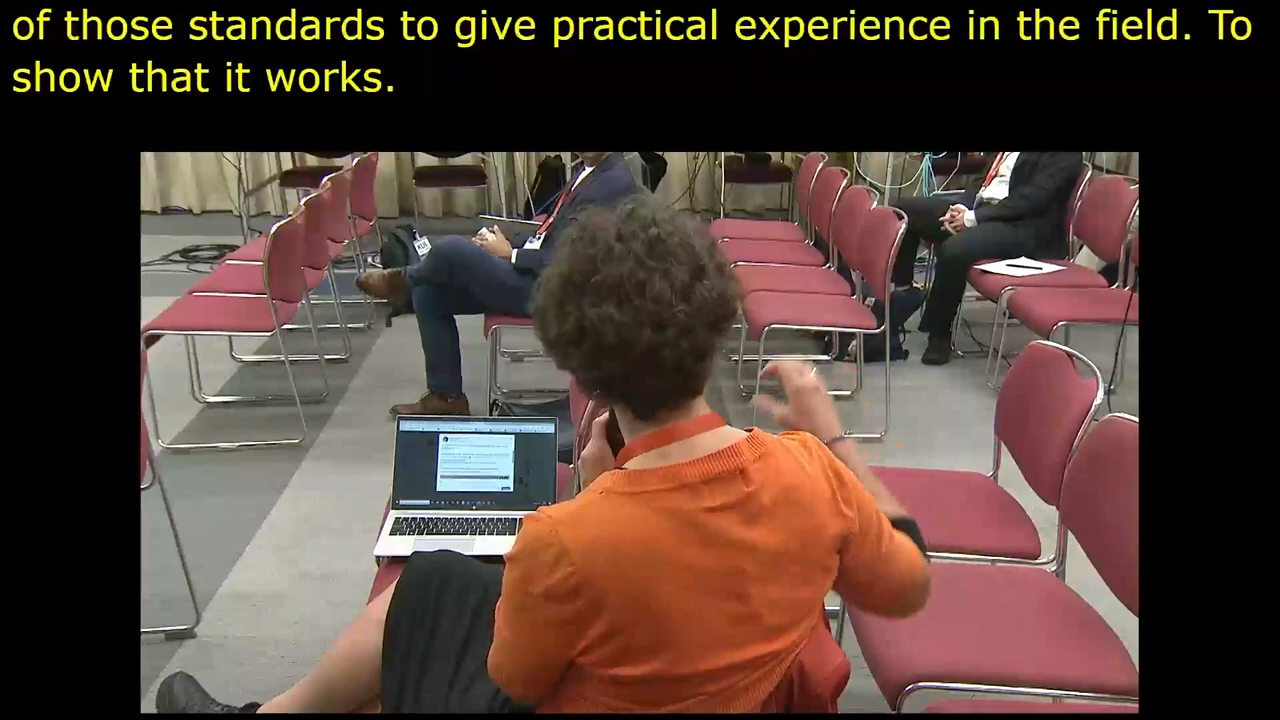 of those standards to give practical experience in the field. To
show that it works.